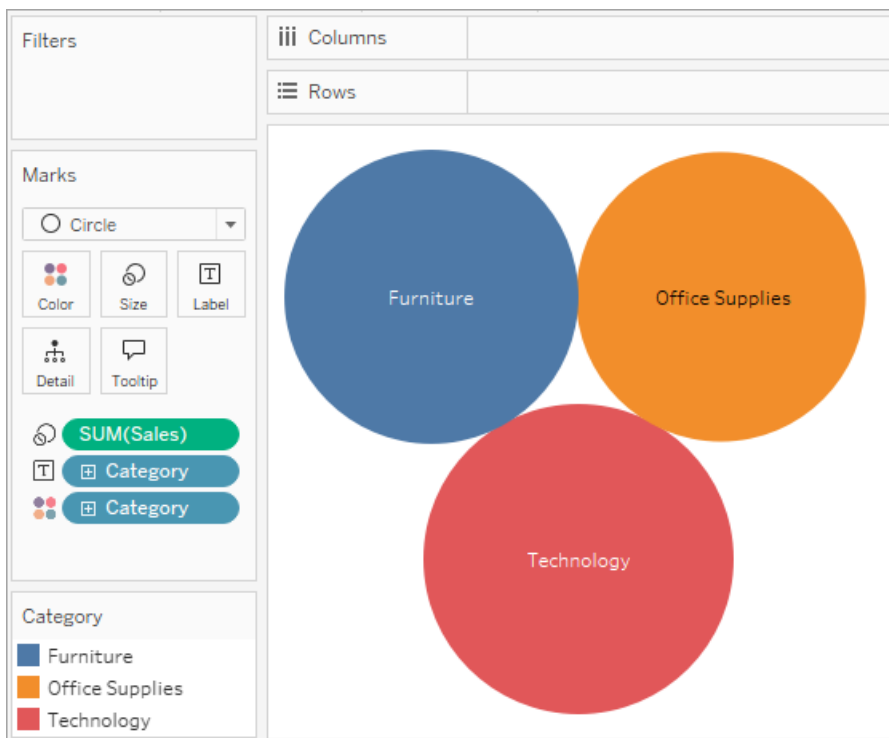 Filters
Columns
Rows
Marks
Circle
Color
Size
T
Label
Detail
Tooltip
SUM(Sales)
T
Category
Category
Category
Furniture
Office Supplies
Technology
Furniture
Office Supplies
Technology